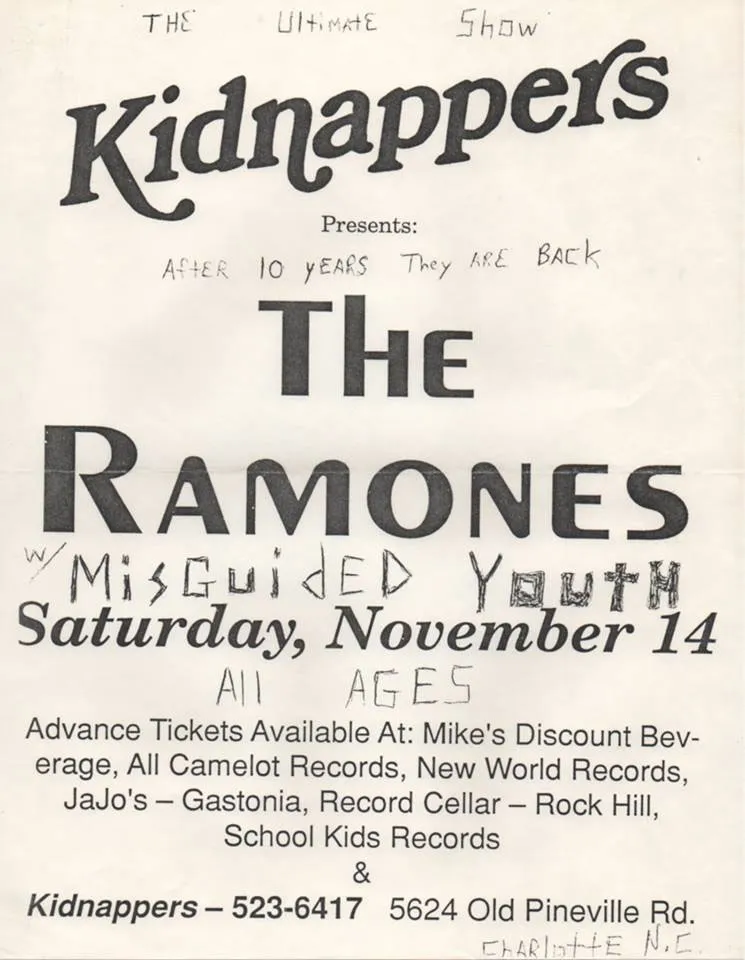 THE ULtiMAtE Show
Kidnappers
Presents:
AftER 10 yEARS They ARE BACK
The
Ramones
w/ MisGuidED Youth
Saturday, November 14
All AGES
Advance Tickets Available At: Mike's Discount Bev-
erage, All Camelot Records, New World Records,
JaJo's – Gastonia, Record Cellar – Rock Hill,
School Kids Records
&
Kidnappers – 523-6417 5624 Old Pineville Rd.
CHARlottE N.C.